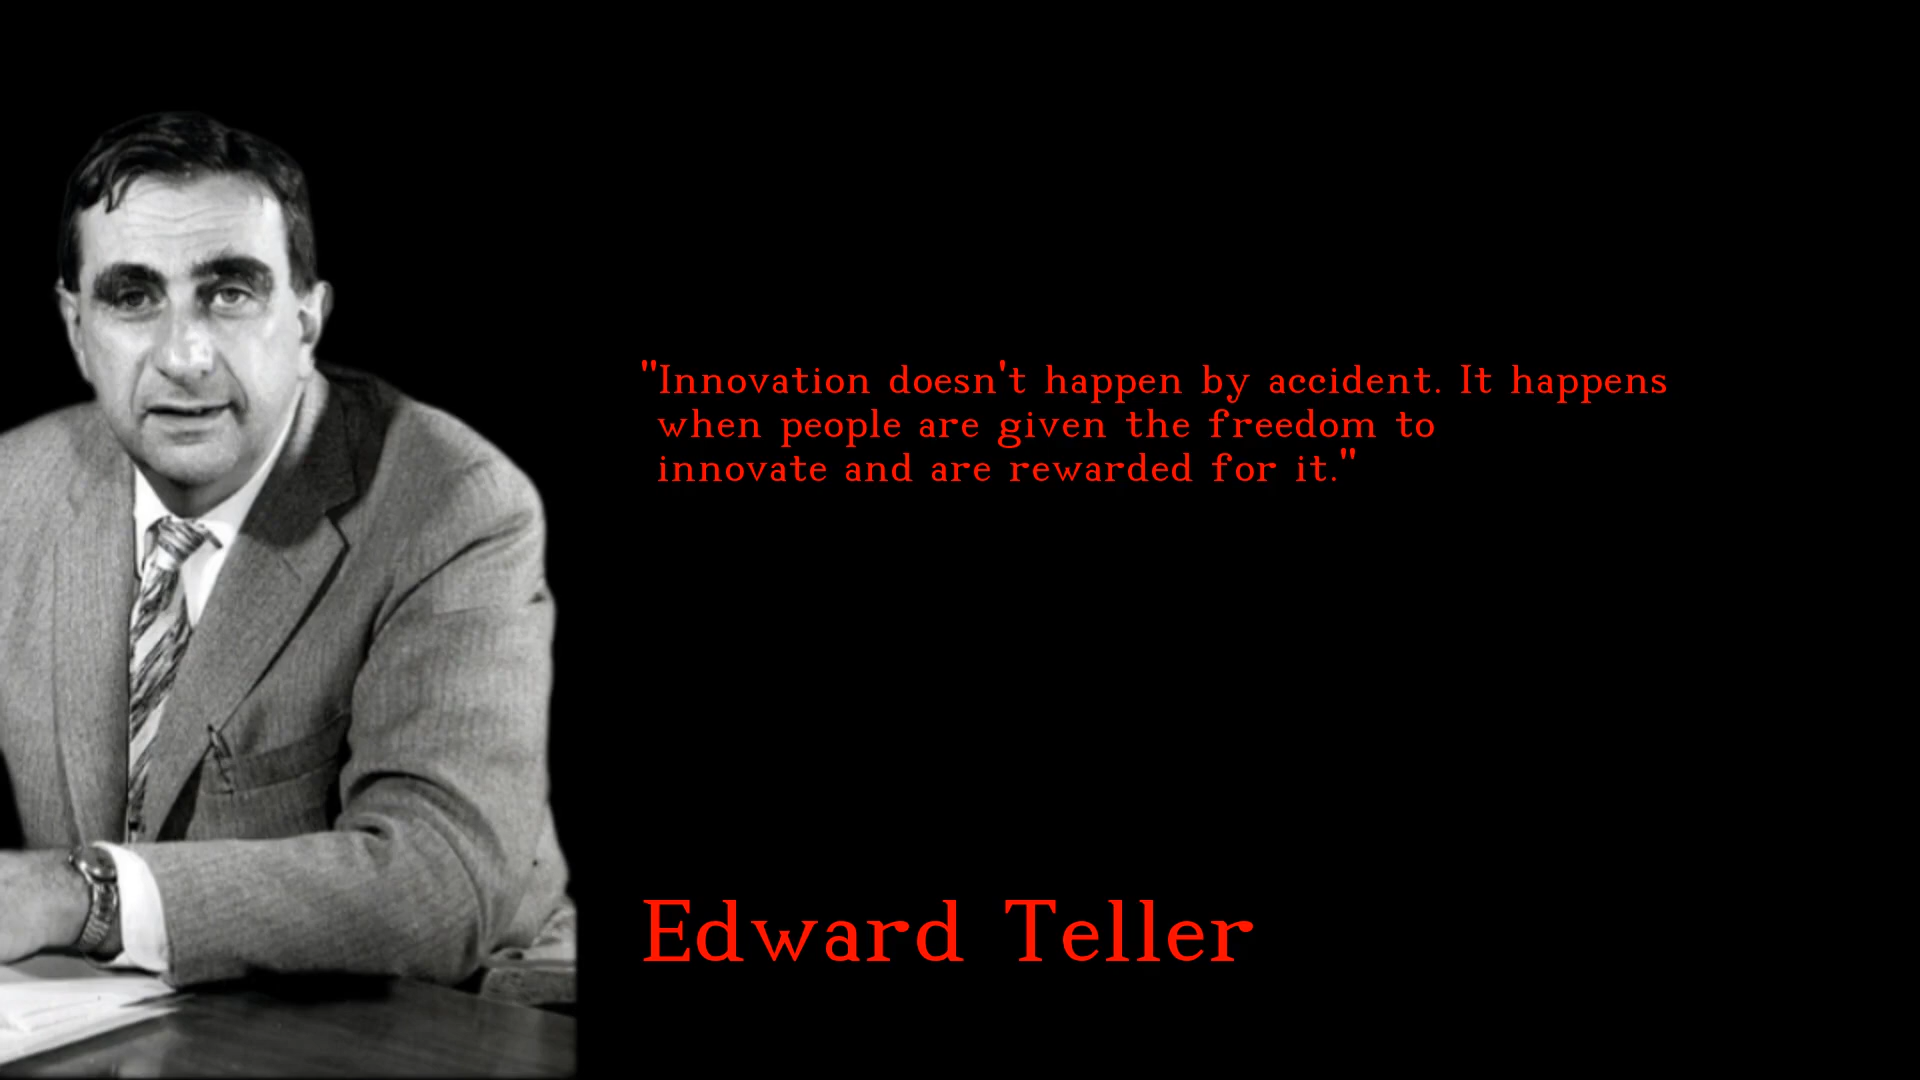 "Innovation doesn't happen by accident. It happens
when people are given the freedom to
innovate and are rewarded for it."
Edward Teller